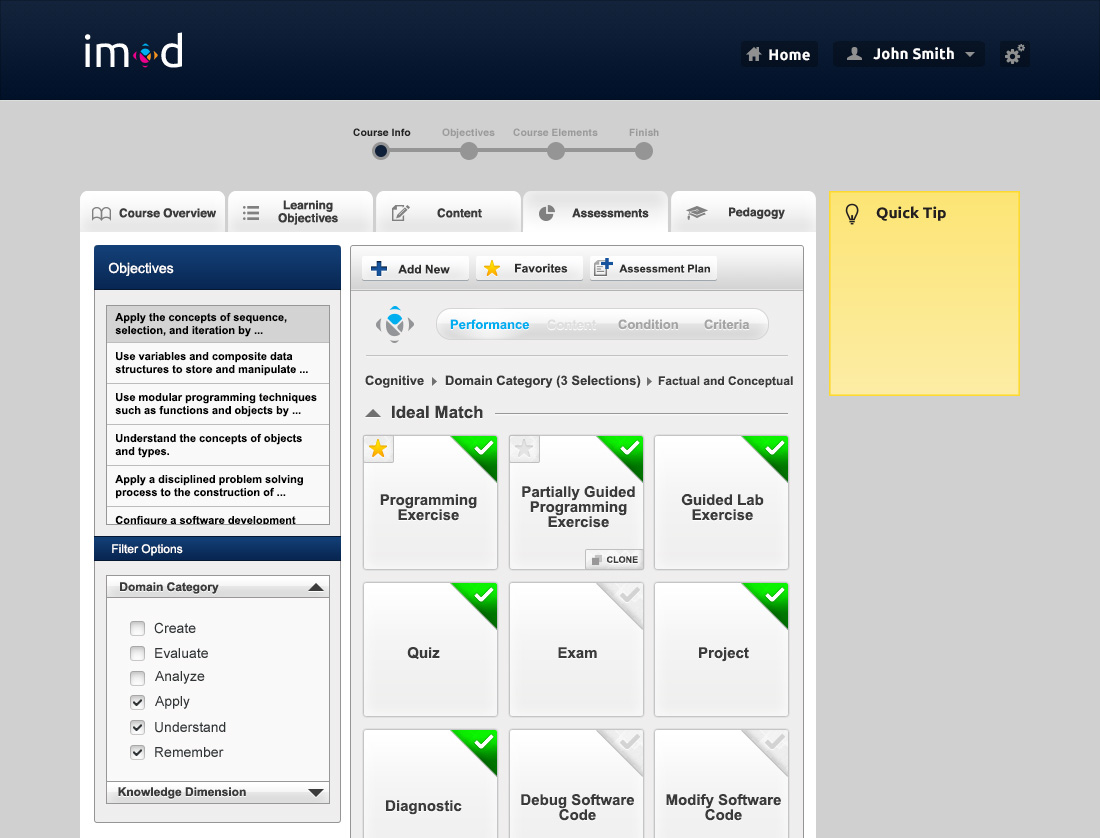 imod
Home
John Smith
Course Info
Objectives
Course Elements
Finish
Course Overview
Learning
Objectives
Content
Assessments
Pedagogy
Quick Tip
Objectives
Apply the concepts of sequence,
selection, and iteration by ...
Use variables and composite data
structures to store and manipulate ...
Use modular programming techniques
such as functions and objects by ...
Understand the concepts of objects
and types.
Apply a disciplined problem solving
process to the construction of ...
Configure a software development
Filter Options
Domain Category
Create
Evaluate
Analyze
Apply
Understand
Remember
Knowledge Dimension
Add New
Favorites
Assessment Plan
Performance
Content
Condition
Criteria
Cognitive
Domain Category (3 Selections)
Factual and Conceptual
Ideal Match
Programming
Exercise
Partially Guided
Programming
Exercise
CLONE
Guided Lab
Exercise
Quiz
Exam
Project
Diagnostic
Debug Software
Code
Modify Software
Code